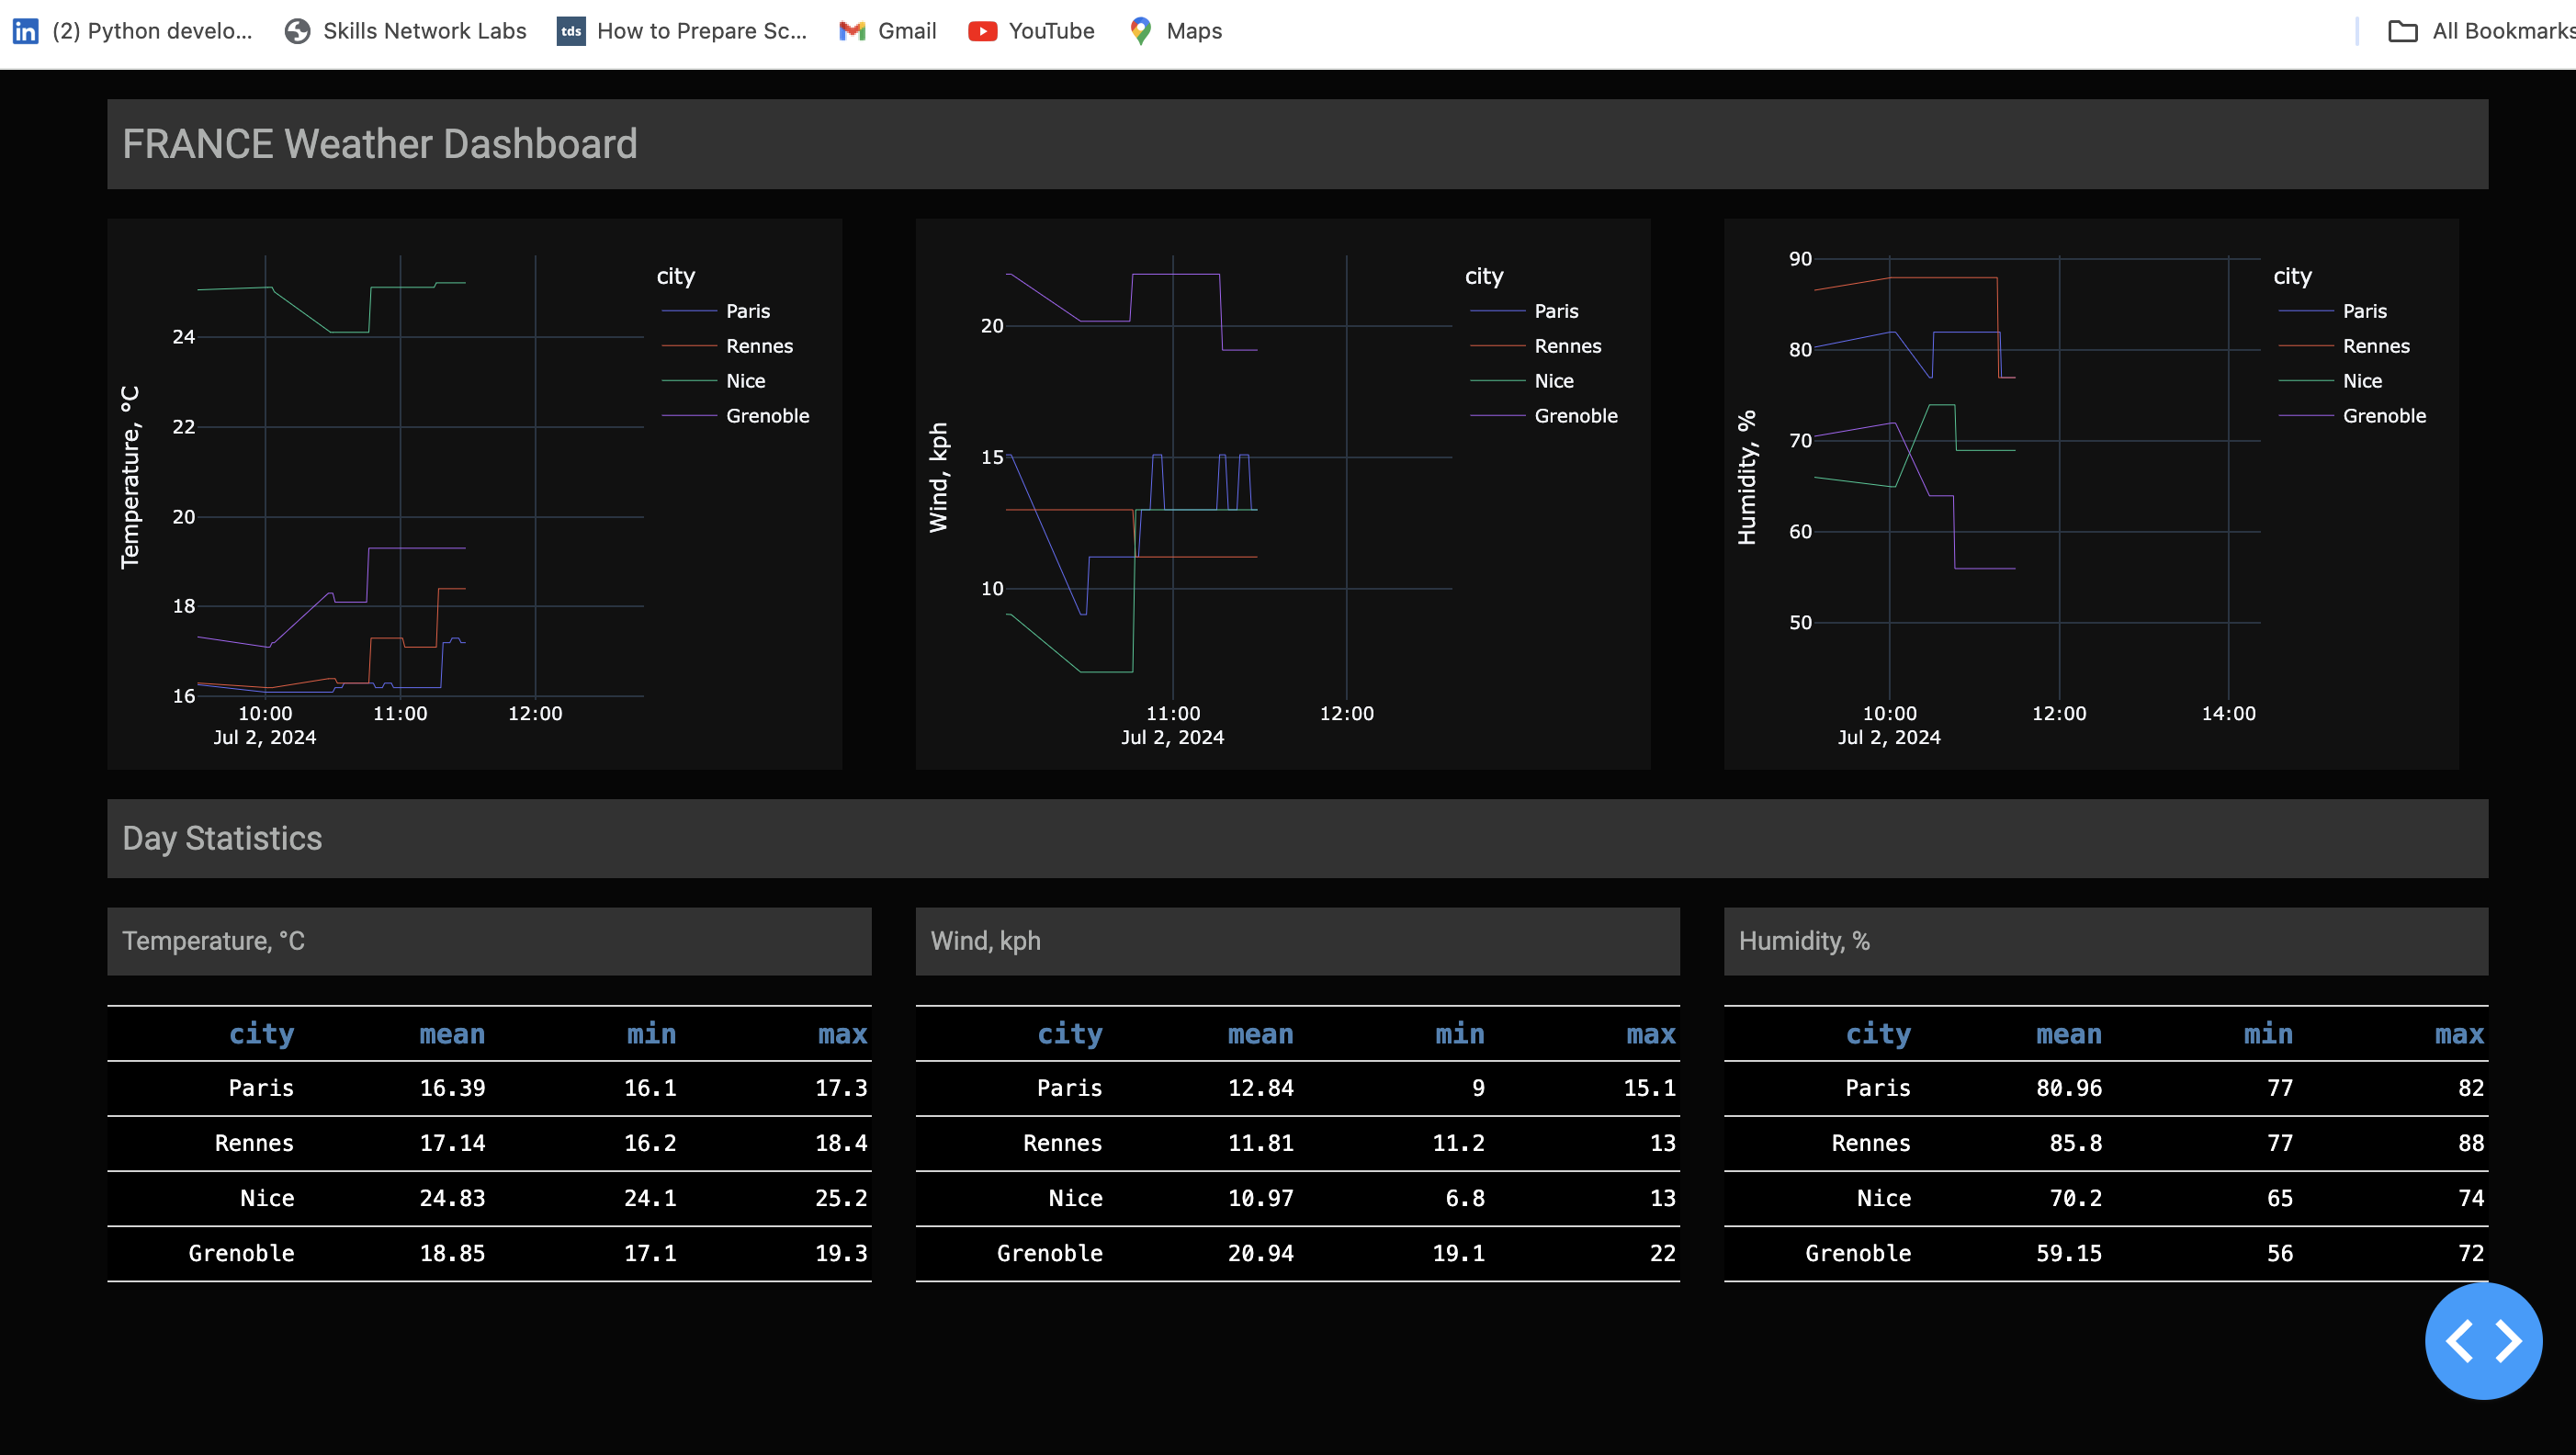 (2) Python develo... Skills Network Labs tds How to Prepare Sc... Gmail YouTube Maps All Bookmarks
FRANCE Weather Dashboard
Temperature, °C
24
22
20
18
16
10:00 11:00 12:00
Jul 2, 2024
city
Paris
Rennes
Nice
Grenoble
Wind, kph
20
15
10
11:00 12:00
Jul 2, 2024
city
Paris
Rennes
Nice
Grenoble
Humidity, %
90
80
70
60
50
10:00 12:00 14:00
Jul 2, 2024
city
Paris
Rennes
Nice
Grenoble
Day Statistics
Temperature, °C
city mean min max
Paris 16.39 16.1 17.3
Rennes 17.14 16.2 18.4
Nice 24.83 24.1 25.2
Grenoble 18.85 17.1 19.3
Wind, kph
city mean min max
Paris 12.84 9 15.1
Rennes 11.81 11.2 13
Nice 10.97 6.8 13
Grenoble 20.94 19.1 22
Humidity, %
city mean min max
Paris 80.96 77 82
Rennes 85.8 77 88
Nice 70.2 65 74
Grenoble 59.15 56 72